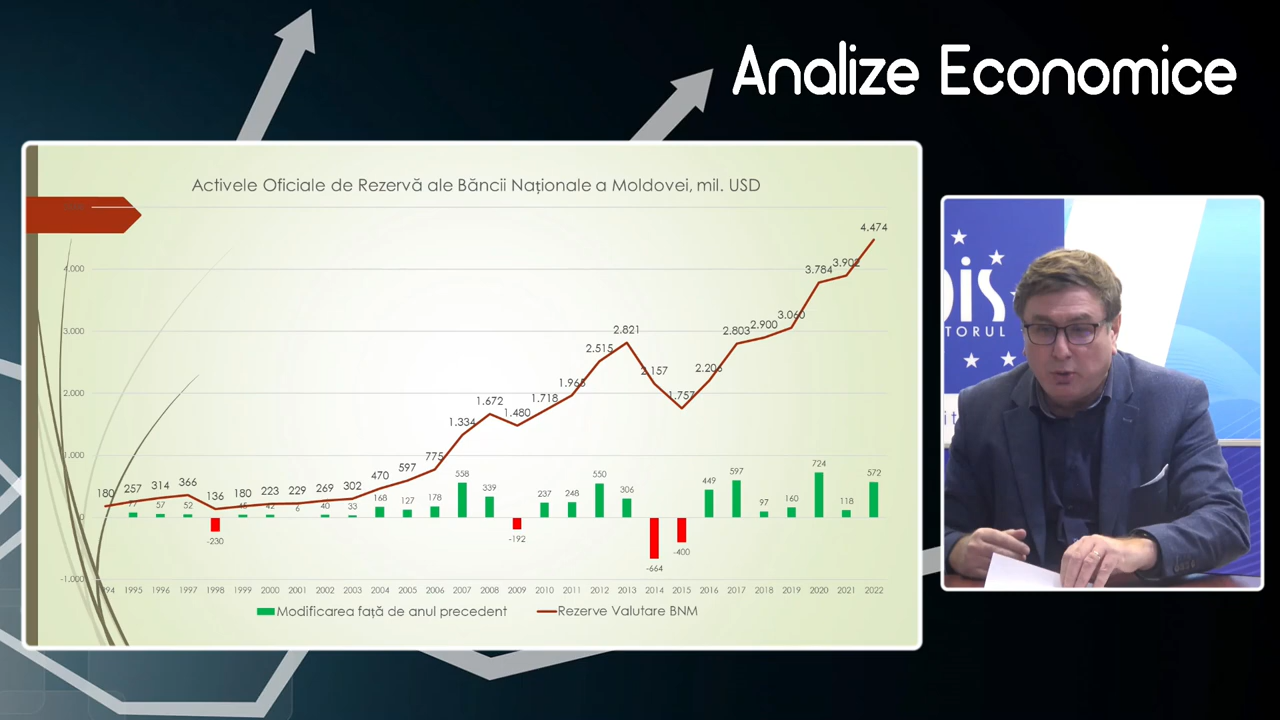 Analize Economice
Activele Oficiale de Rezervă ale Băncii Naționale a Moldovei, mil. USD
4.000
3.000
2.000
1.000
0
-1.000
180 257 314 366 136 180 223 229 269 302 470 597 775 1.334 1.672 1.480 1.718 1.965 2.515 2.821 2.157 1.757 2.206 2.803 2.900 3.060 3.784 3.902 4.474
77 57 52 -230 45 42 6 40 33 168 127 178 558 339 -192 237 248 550 306 -664 -400 449 597 97 160 724 118 572
94 1995 1996 1997 1998 1999 2000 2001 2002 2003 2004 2005 2006 2007 2008 2009 2010 2011 2012 2013 2014 2015 2016 2017 2018 2019 2020 2021 2022
Modificarea față de anul precedent
Rezerve Valutare BNM
TORUL